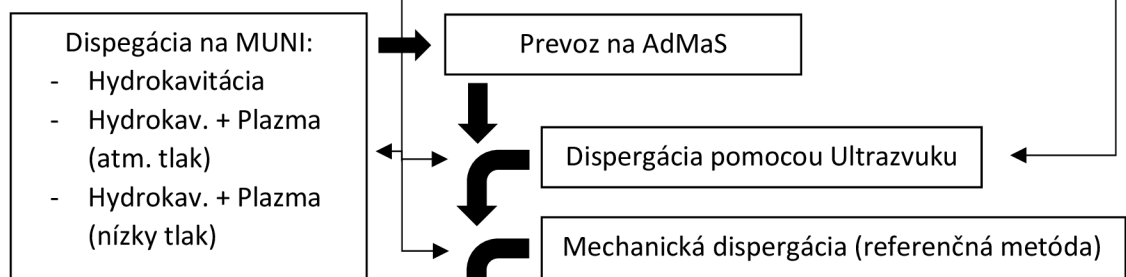 Dispegácia na MUNI:
- Hydrokavitácia
- Hydrokav. + Plazma
(atm. tlak)
- Hydrokav. + Plazma
(nízky tlak)
Prevoz na AdMaS
Dispergácia pomocou Ultrazvuku
Mechanická dispergácia (referenčná metóda)